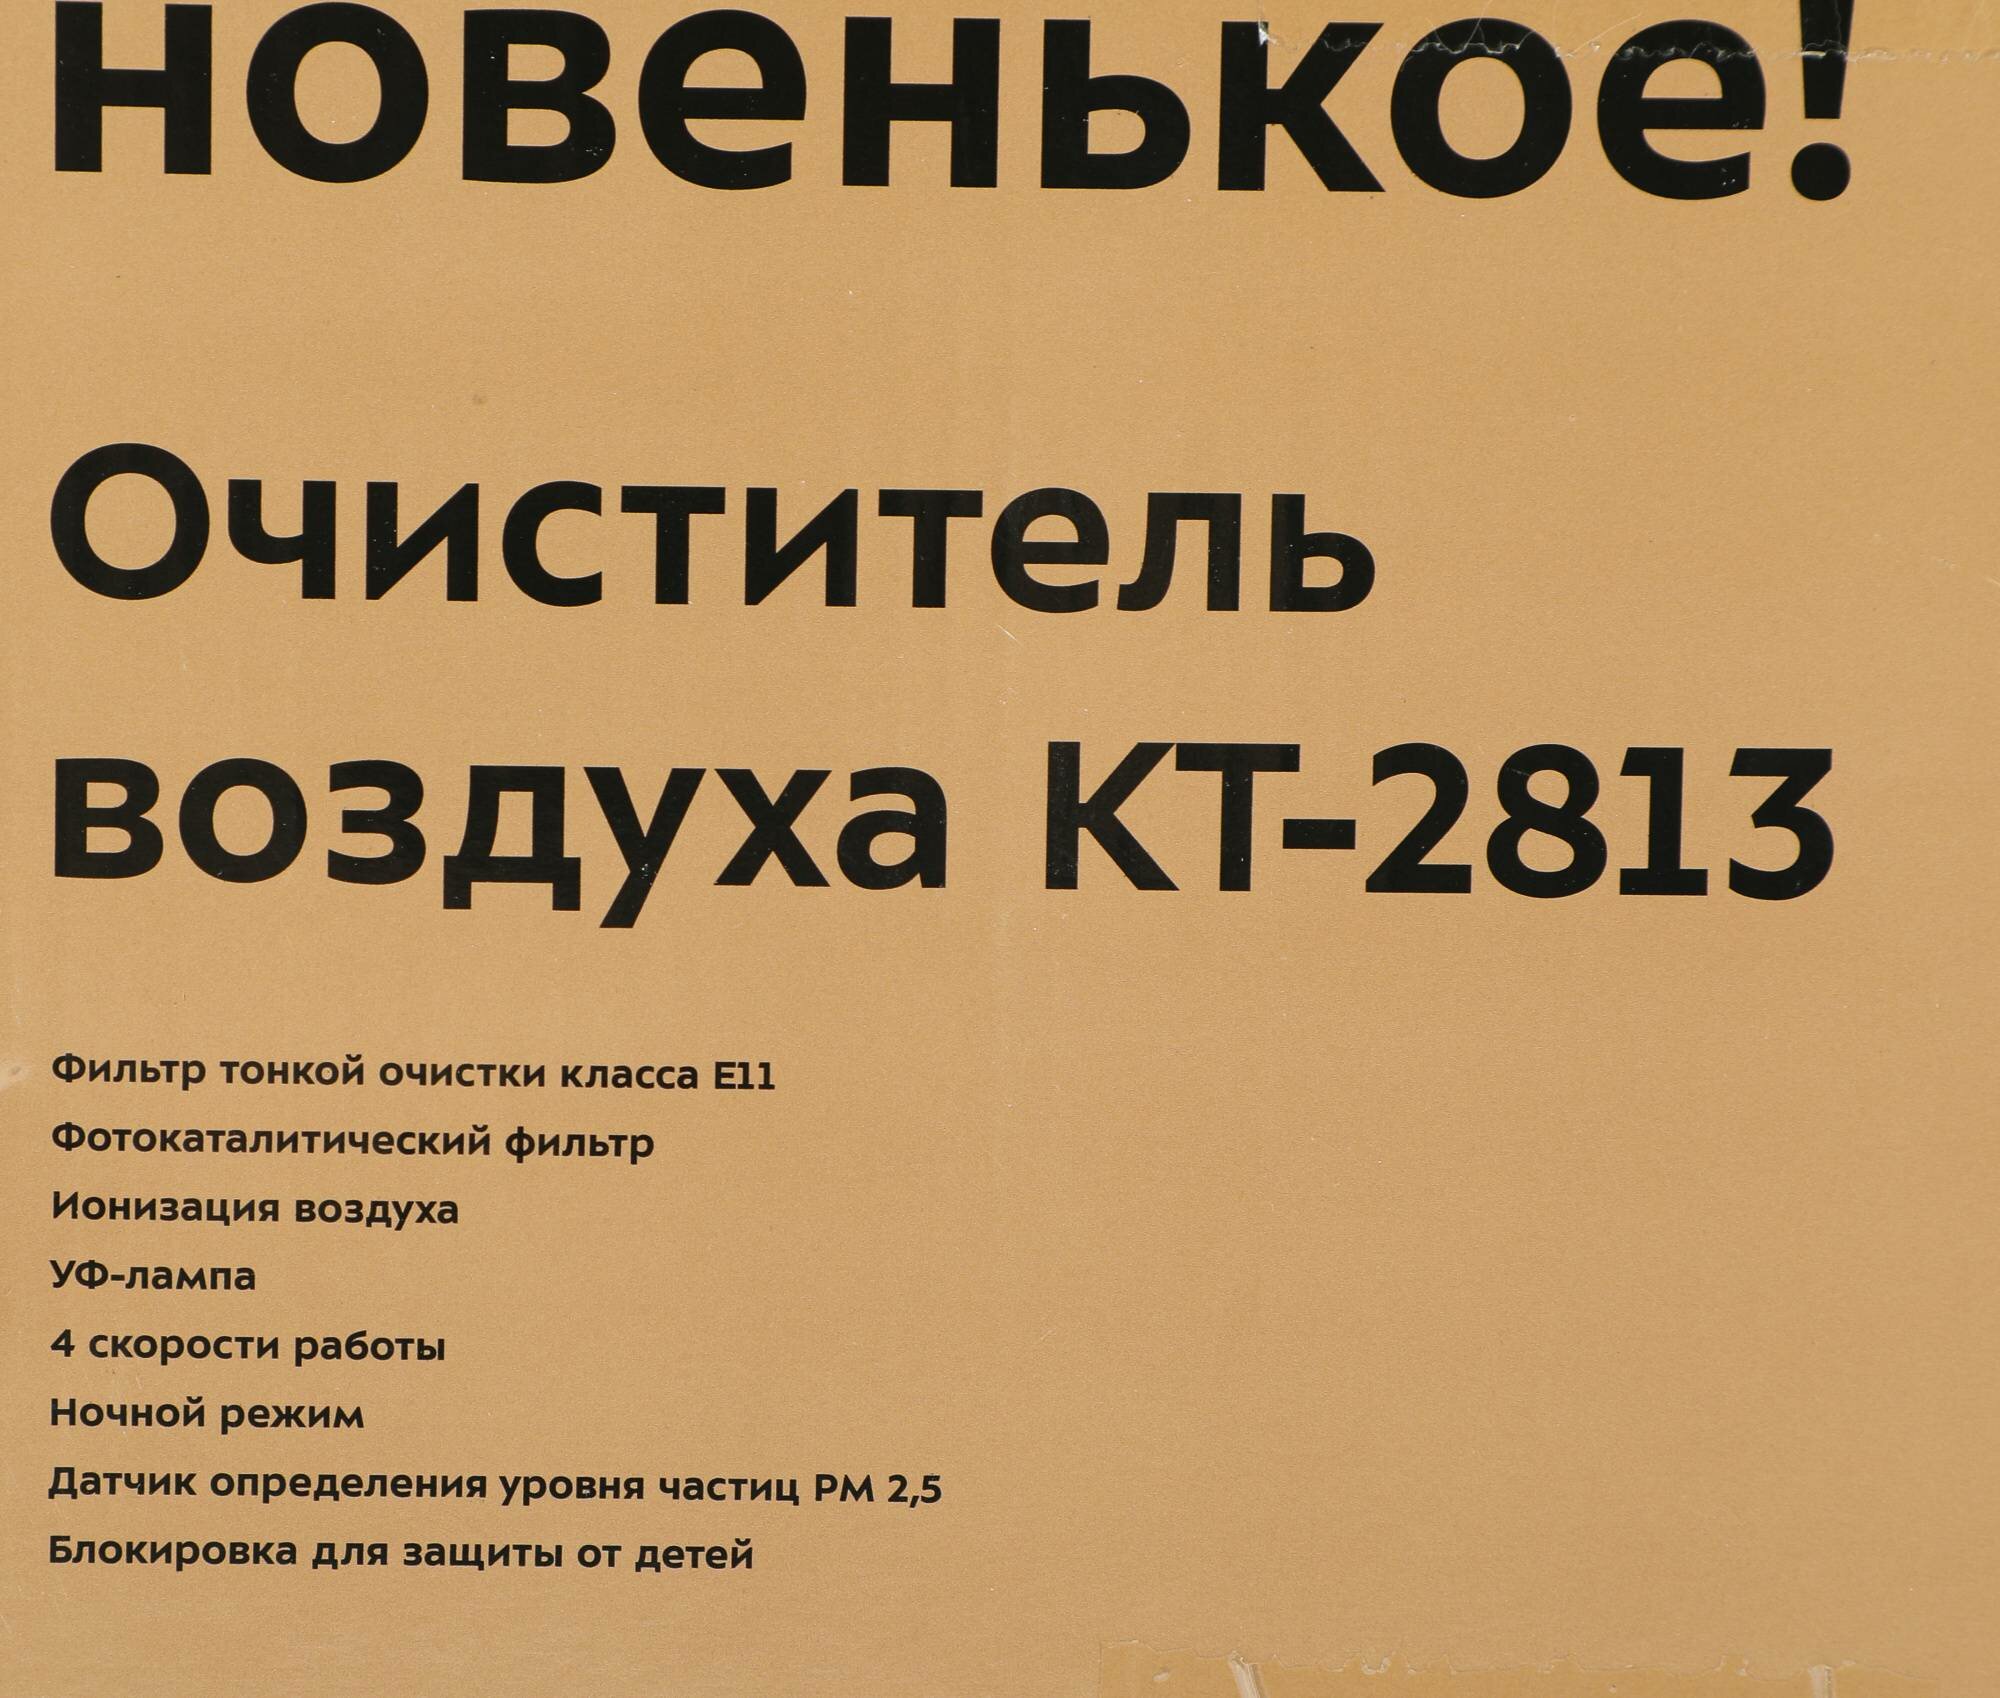 новенькое!
Очиститель
воздуха КТ-2813
Фильтр тонкой очистки класса E11
Фотокаталитический фильтр
Ионизация воздуха
УФ-лампа
4 скорости работы
Ночной режим
Датчик определения уровня частиц PM 2,5
Блокировка для защиты от детей